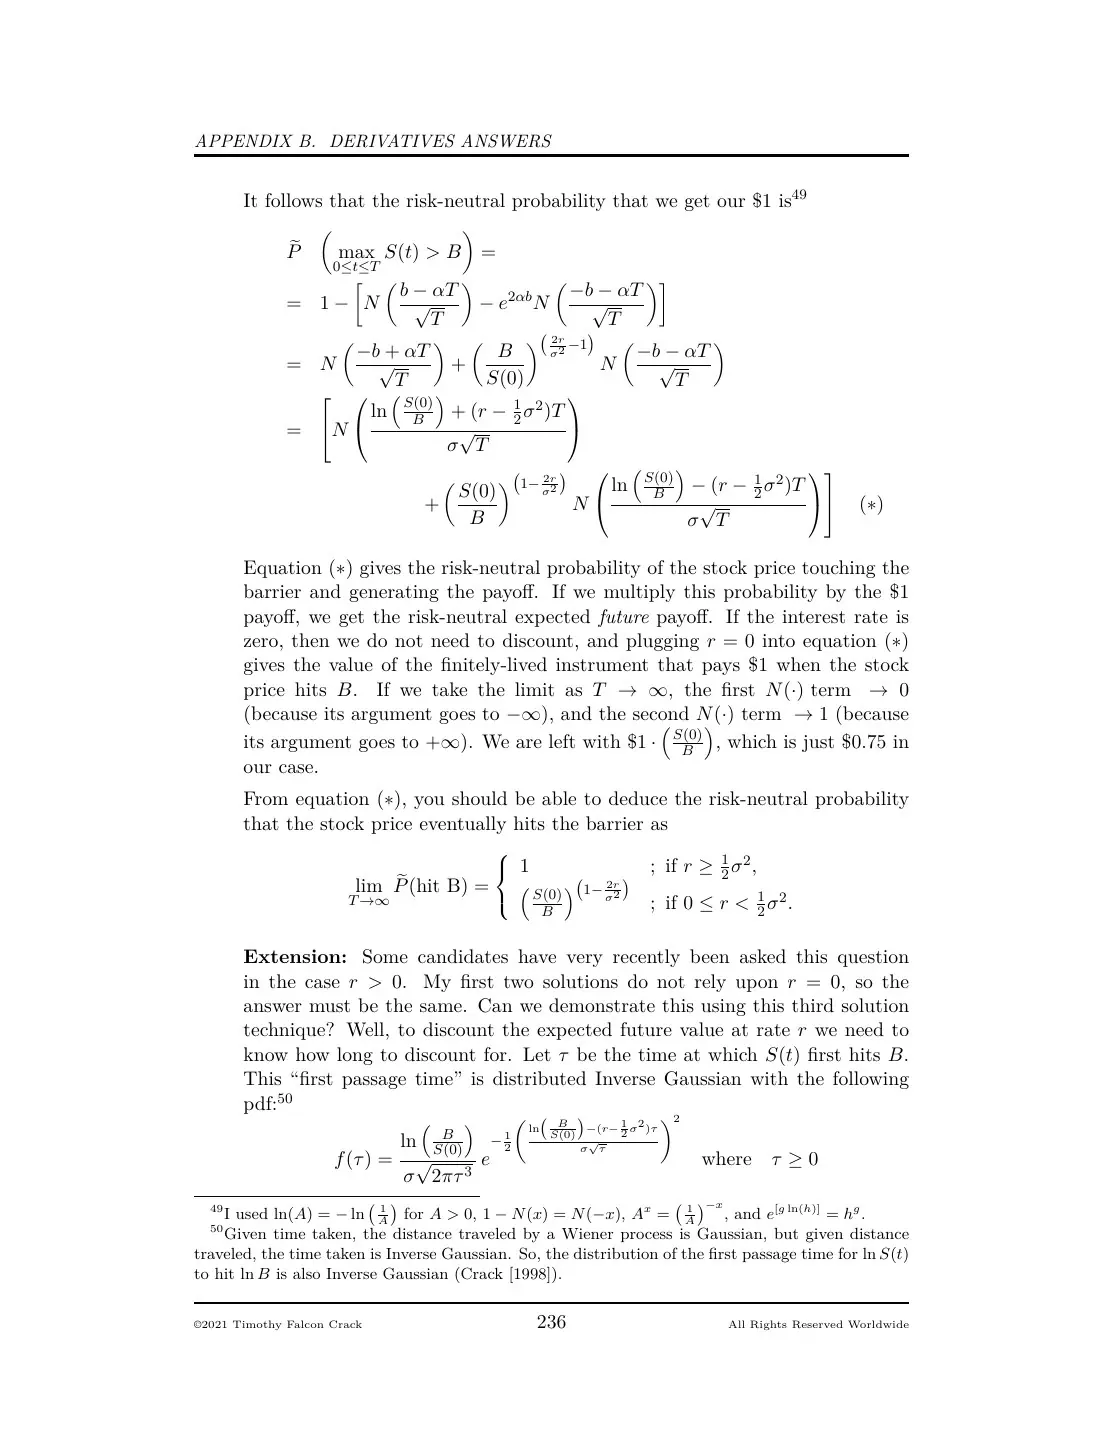 APPENDIX B. DERIVATIVES ANSWERS
It follows that the risk-neutral probability that we get our $1 is^49
P̃ ( max_{0≤t≤T} S(t) > B ) =
= 1 − [ N( (b − αT)/√T ) − e^{2αb} N( (−b − αT)/√T ) ]
= N( (−b + αT)/√T ) + ( B/S(0) )^{(2r/σ² − 1)} N( (−b − αT)/√T )
= [ N( (ln(S(0)/B) + (r − ½σ²)T)/(σ√T) )
+ ( S(0)/B )^{(1 − 2r/σ²)} N( (ln(S(0)/B) − (r − ½σ²)T)/(σ√T) ) ] (∗)
Equation (∗) gives the risk-neutral probability of the stock price touching the
barrier and generating the payoff. If we multiply this probability by the $1
payoff, we get the risk-neutral expected future payoff. If the interest rate is
zero, then we do not need to discount, and plugging r = 0 into equation (∗)
gives the value of the finitely-lived instrument that pays $1 when the stock
price hits B. If we take the limit as T → ∞, the first N(·) term → 0
(because its argument goes to −∞), and the second N(·) term → 1 (because
its argument goes to +∞). We are left with $1 · (S(0)/B), which is just $0.75 in
our case.
From equation (∗), you should be able to deduce the risk-neutral probability
that the stock price eventually hits the barrier as
lim_{T→∞} P̃(hit B) = { 1 ; if r ≥ ½σ²,
(S(0)/B)^{(1 − 2r/σ²)} ; if 0 ≤ r < ½σ².
Extension: Some candidates have very recently been asked this question
in the case r > 0. My first two solutions do not rely upon r = 0, so the
answer must be the same. Can we demonstrate this using this third solution
technique? Well, to discount the expected future value at rate r we need to
know how long to discount for. Let τ be the time at which S(t) first hits B.
This “first passage time” is distributed Inverse Gaussian with the following
pdf:^50
f(τ) = ln(B/S(0))/(σ√(2πτ³)) e^{−½( (ln(B/S(0)) − (r − ½σ²)τ)/(σ√τ) )²} where τ ≥ 0
^49I used ln(A) = − ln(1/A) for A > 0, 1 − N(x) = N(−x), A^x = (1/A)^{−x}, and e^{[g ln(h)]} = h^g.
^50Given time taken, the distance traveled by a Wiener process is Gaussian, but given distance
traveled, the time taken is Inverse Gaussian. So, the distribution of the first passage time for ln S(t)
to hit ln B is also Inverse Gaussian (Crack [1998]).
©2021 Timothy Falcon Crack 236 All Rights Reserved Worldwide